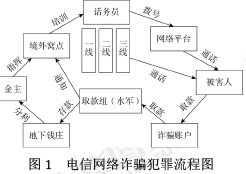 话务员
培训
拨号
境外窝点
一线
二线
三线
网络平台
通话
指挥
通知
通话
被害人
金主
取款组（水军）
取款
分利
存款
取款
地下钱庄
诈骗账户
图1 电信网络诈骗犯罪流程图